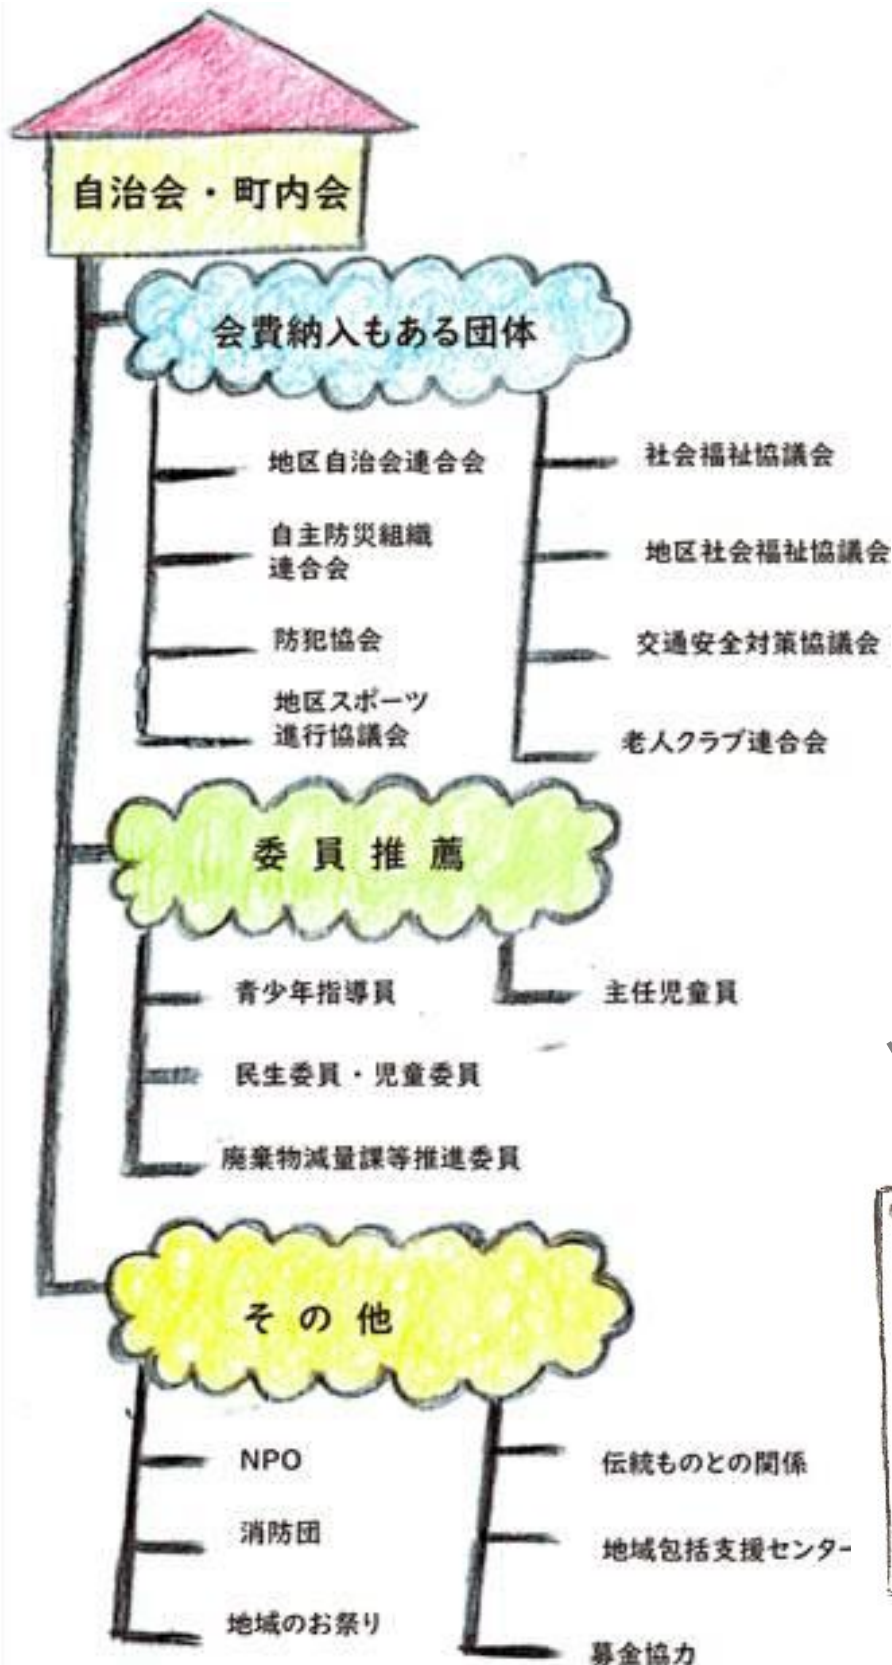 自治会・町内会
会費納入もある団体
地区自治会連合会
自主防災組織
連合会
防犯協会
地区スポーツ
進行協議会
社会福祉協議会
地区社会福祉協議会
交通安全対策協議会
老人クラブ連合会
委員推薦
青少年指導員
民生委員・児童委員
廃棄物減量課等推進委員
主任児童員
その他
NPO
消防団
地域のお祭り
伝統ものとの関係
地域包括支援センター
募金協力